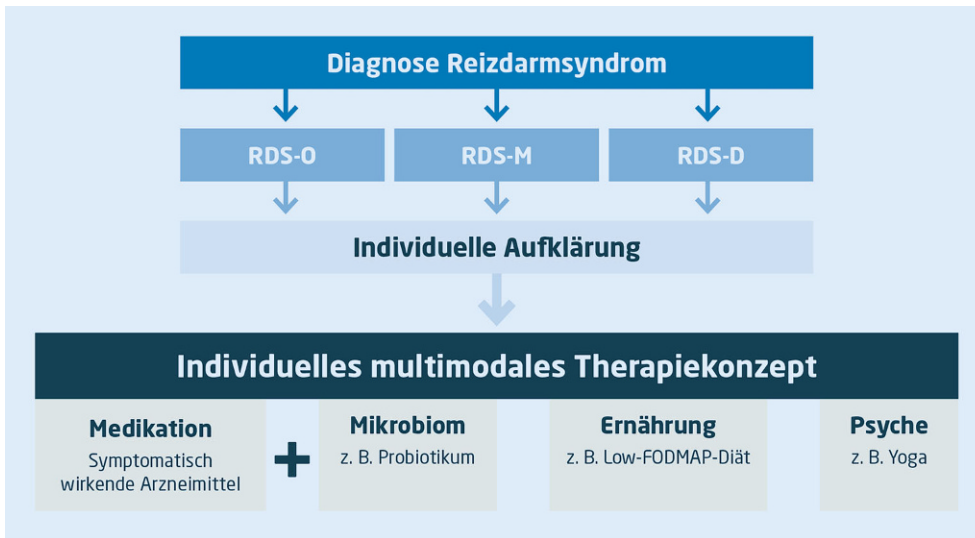 Diagnose Reizdarmsyndrom
RDS-O
RDS-M
RDS-D
Individuelle Aufklärung
Individuelles multimodales Therapiekonzept
Medikation
Symptomatisch
wirkende Arzneimittel
+
Mikrobiom
z. B. Probiotikum
Ernährung
z. B. Low-FODMAP-Diät
Psyche
z. B. Yoga